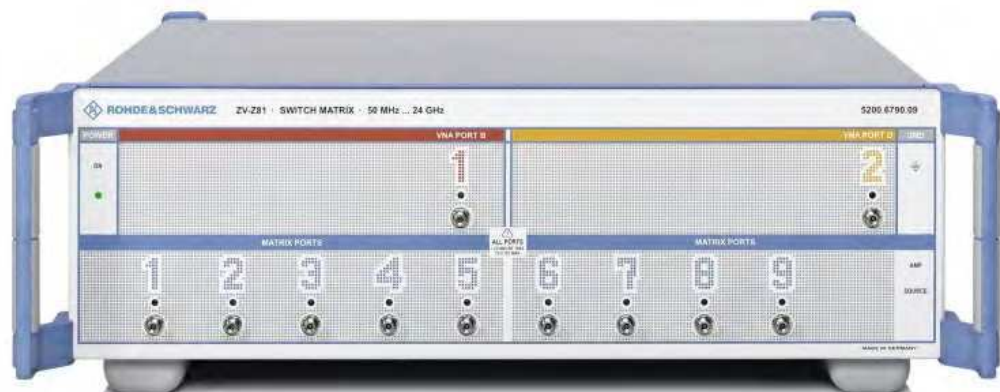 ROHDE&SCHWARZ ZV-Z81 · SWITCH MATRIX · 50 MHz ... 24 GHz 5200.6790.09
POWER VNA PORT B VNA PORT D GND
ON 1 2
MATRIX PORTS ALL PORTS MATRIX PORTS
1 2 3 4 5 6 7 8 9
AMP
SOURCE
MADE IN GERMANY